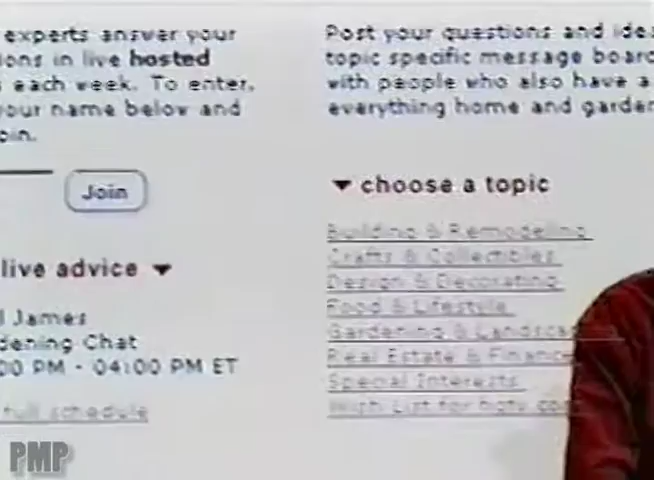 experts answer your
ions in live hosted
each week. To enter,
your name below and
oin.
Join
live advice
l James
dening Chat
00 PM - 04:00 PM ET
full schedule
Post your questions and idea
topic specific message board
with people who also have a
everything home and garden
choose a topic
Building & Remodeling
Crafts & Collectibles
Design & Decorating
Food & Lifestyle
Gardening & Landsca
Real Estate & Financ
Special Interests
Wish List for hgtv.co
PMP